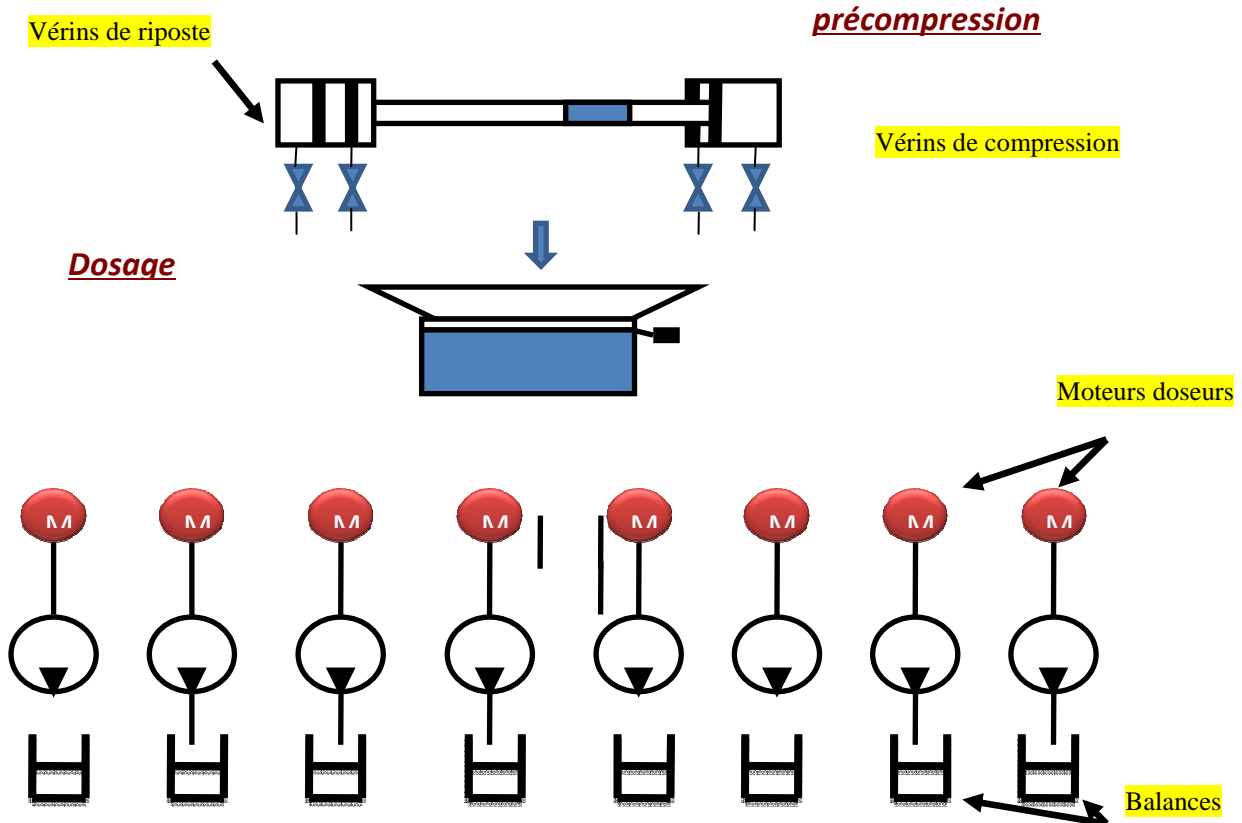 précompression
Vérins de riposte
Vérins de compression
Dosage
Moteurs doseurs
M M M M M M M M
Balances